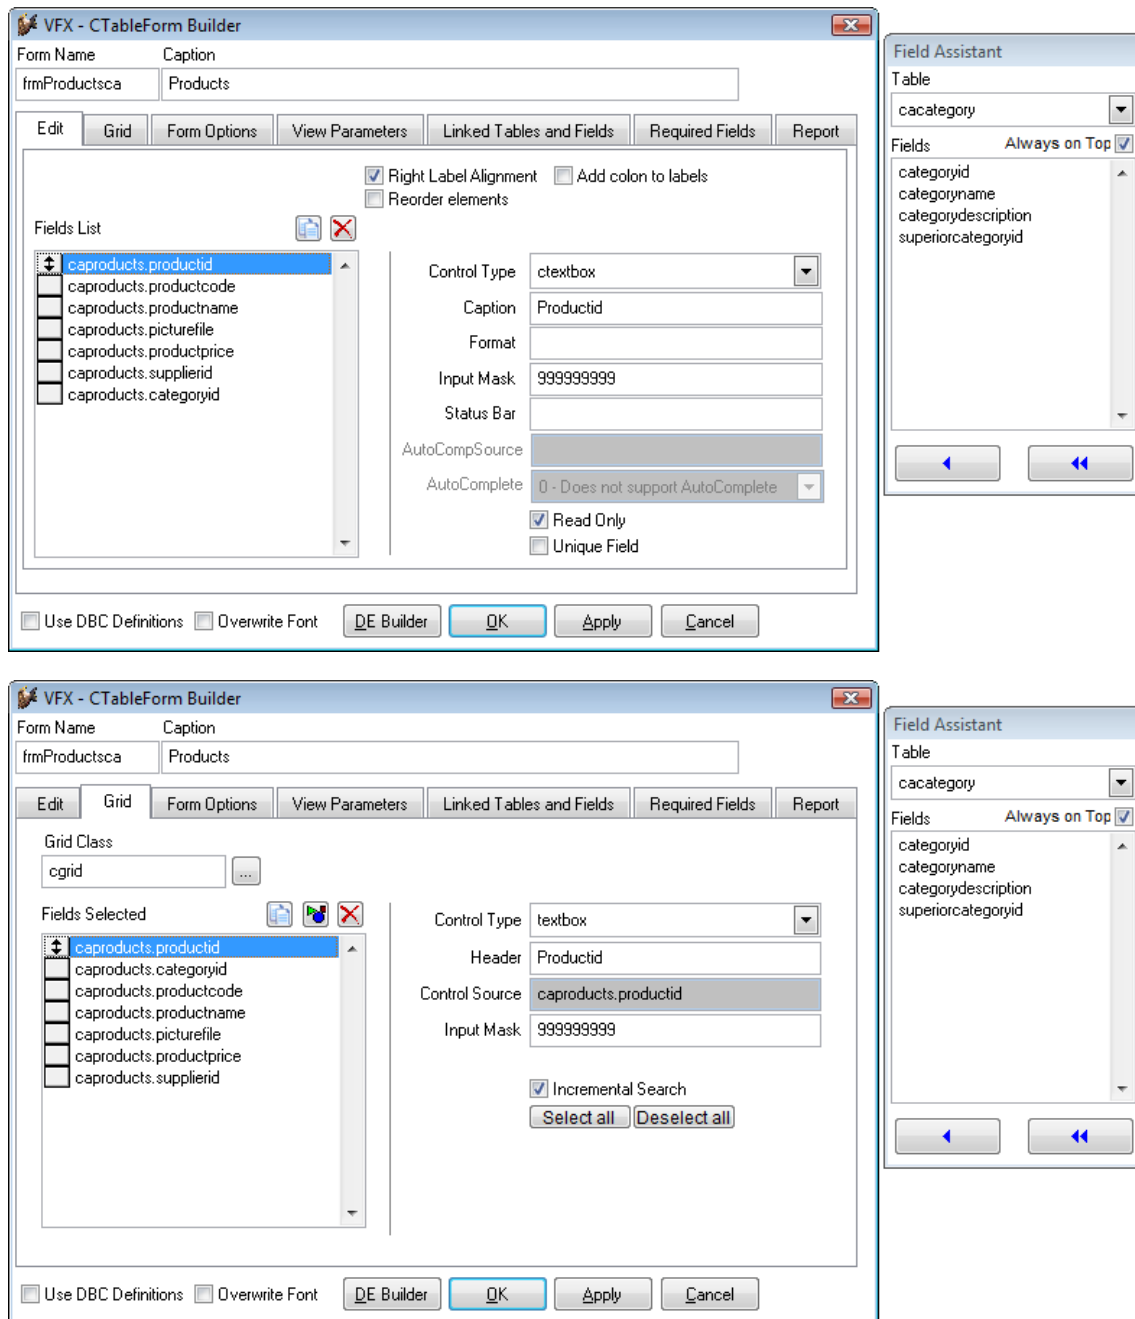 VFX - CTableForm Builder
Form Name Caption
frmProductsca Products
Edit Grid Form Options View Parameters Linked Tables and Fields Required Fields Report
Right Label Alignment Add colon to labels
Reorder elements
Fields List
caproducts.productid
caproducts.productcode
caproducts.productname
caproducts.picturefile
caproducts.productprice
caproducts.supplierid
caproducts.categoryid
Control Type ctextbox
Caption Productid
Format
Input Mask 999999999
Status Bar
AutoCompSource
AutoComplete 0 - Does not support AutoComplete
Read Only
Unique Field
Use DBC Definitions Overwrite Font DE Builder OK Apply Cancel
Field Assistant
Table
cacategory
Fields Always on Top
categoryid
categoryname
categorydescription
superiorcategoryid
VFX - CTableForm Builder
Form Name Caption
frmProductsca Products
Edit Grid Form Options View Parameters Linked Tables and Fields Required Fields Report
Grid Class
cgrid ...
Fields Selected
caproducts.productid
caproducts.categoryid
caproducts.productcode
caproducts.productname
caproducts.picturefile
caproducts.productprice
caproducts.supplierid
Control Type textbox
Header Productid
Control Source caproducts.productid
Input Mask 999999999
Incremental Search
Select all Deselect all
Use DBC Definitions Overwrite Font DE Builder OK Apply Cancel
Field Assistant
Table
cacategory
Fields Always on Top
categoryid
categoryname
categorydescription
superiorcategoryid